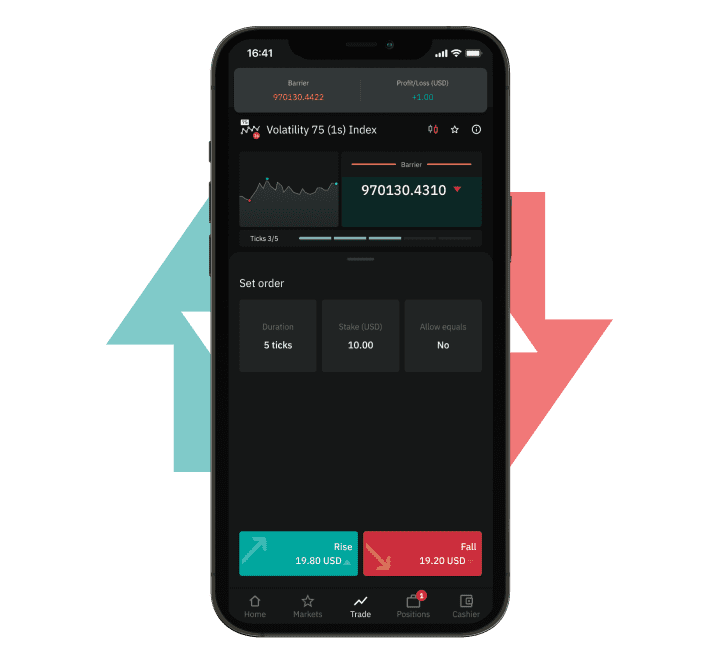 16:41
Barrier Profit/Loss (USD)
970130.4422 +1.00
75
1s
Volatility 75 (1s) Index
Barrier
970130.4310
Ticks 3/5
Set order
Duration Stake (USD) Allow equals
5 ticks 10.00 No
Rise Fall
19.80 USD 19.20 USD
1
Home Markets Trade Positions Cashier